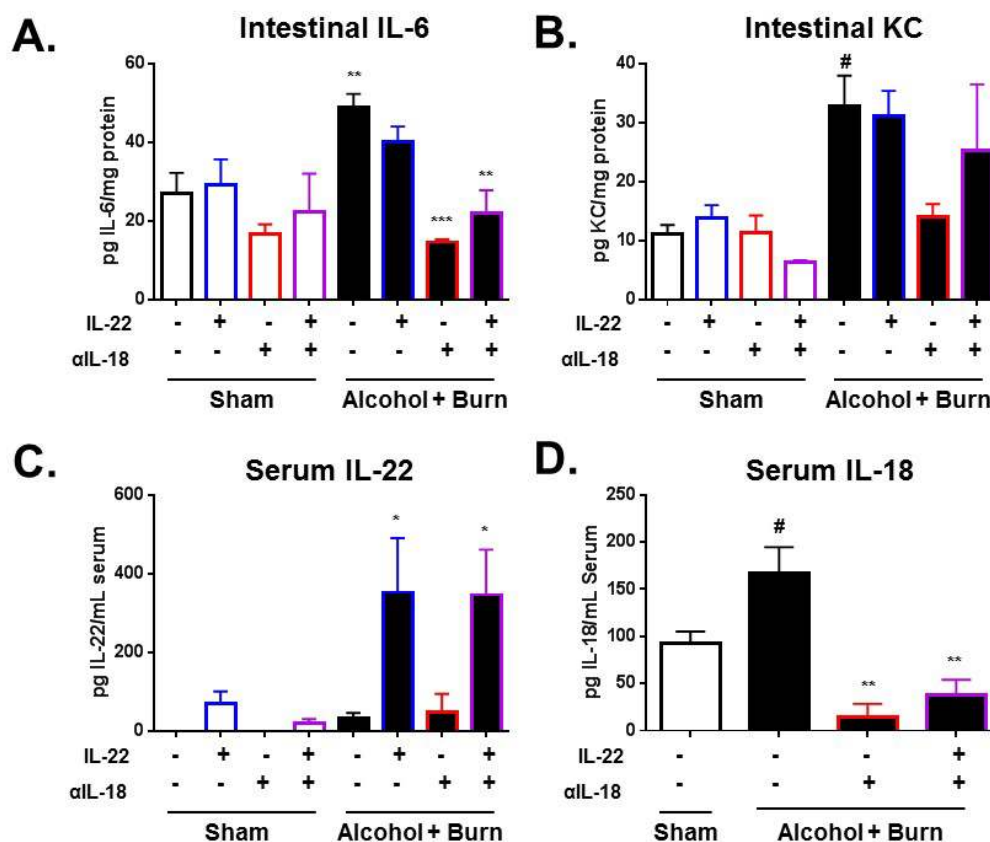 A.
Intestinal IL-6
pg IL-6/mg protein
60
40
20
0
**
***
**
IL-22 - + - + - + - +
αIL-18 - - + + - - + +
Sham Alcohol + Burn
B.
Intestinal KC
pg KC/mg protein
40
30
20
10
0
#
IL-22 - + - + - + - +
αIL-18 - - + + - - + +
Sham Alcohol + Burn
C.
Serum IL-22
pg IL-22/mL serum
600
400
200
0
* *
IL-22 - + - + - + - +
αIL-18 - - + + - - + +
Sham Alcohol + Burn
D.
Serum IL-18
pg IL-18/mL Serum
250
200
150
100
50
0
#
**
**
IL-22 - - - +
αIL-18 - - + +
Sham Alcohol + Burn